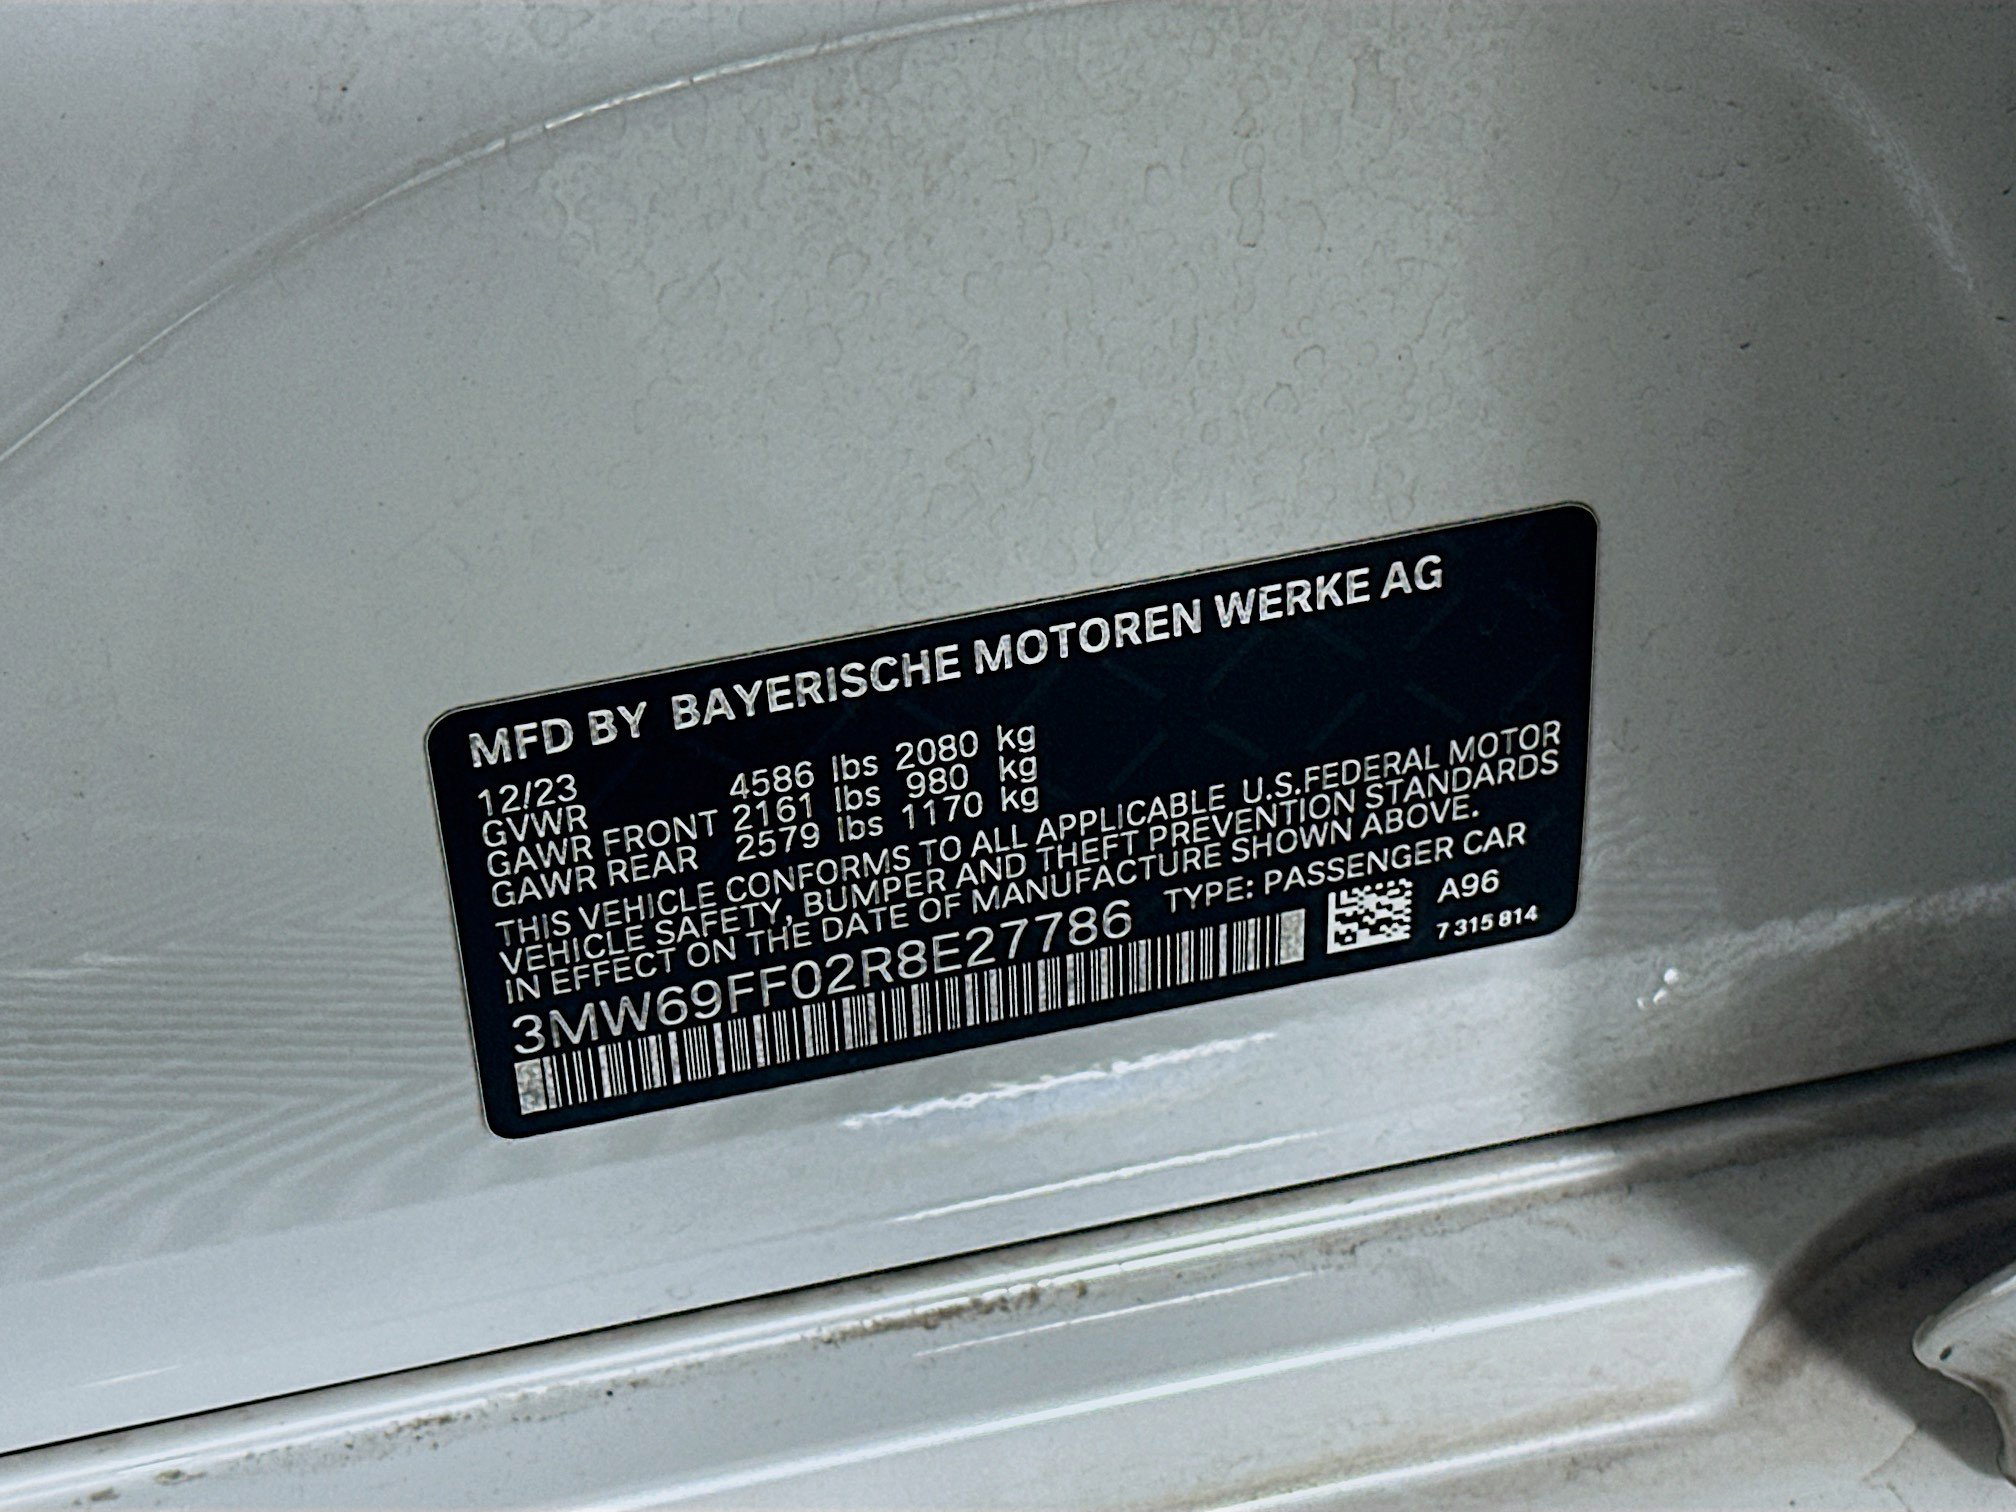 MFD BY BAYERISCHE MOTOREN WERKE AG
12/23
GVWR 4586 lbs 2080 kg
GAWR FRONT 2161 lbs 980 kg
GAWR REAR 2579 lbs 1170 kg
THIS VEHICLE CONFORMS TO ALL APPLICABLE U.S.FEDERAL MOTOR
VEHICLE SAFETY, BUMPER AND THEFT PREVENTION STANDARDS
IN EFFECT ON THE DATE OF MANUFACTURE SHOWN ABOVE.
3MW69FF02R8E27786 TYPE: PASSENGER CAR
A96
7 315 814